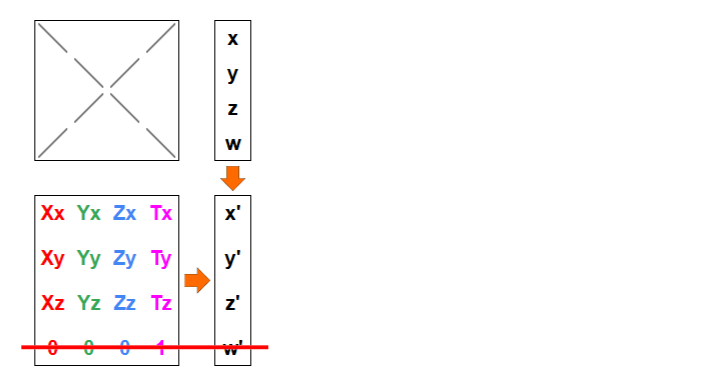 x
y
z
w
Xx Yx Zx Tx x'
Xy Yy Zy Ty y'
Xz Yz Zz Tz z'
0 0 0 1 w'